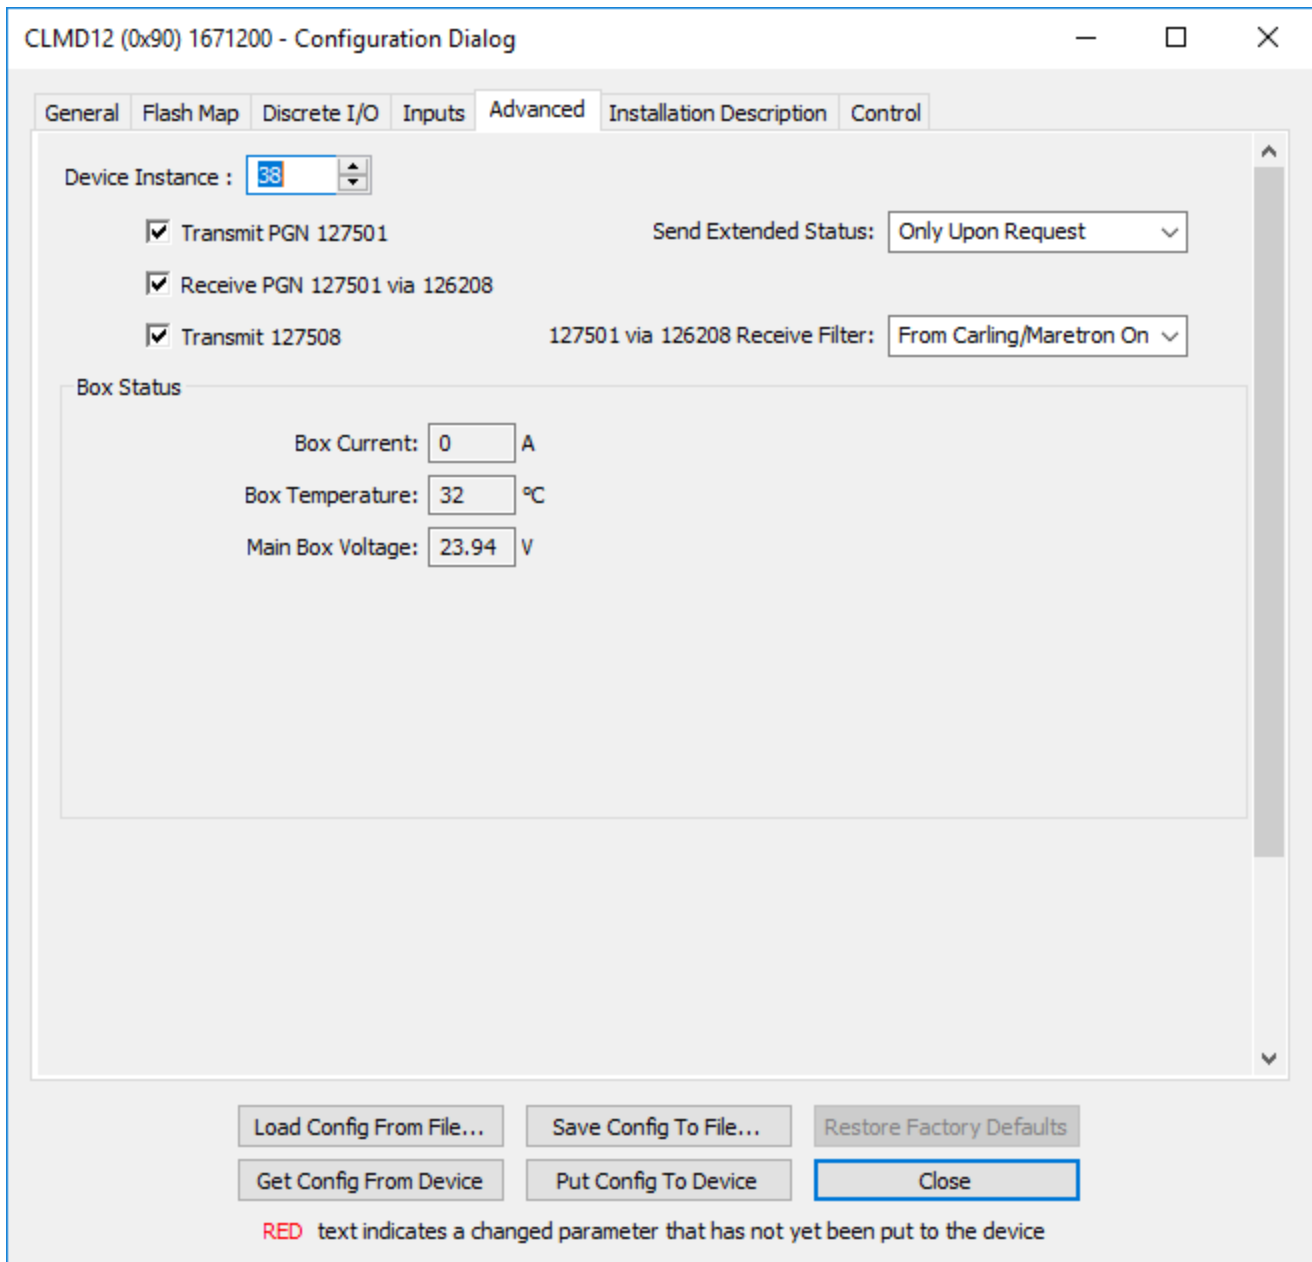 CLMD12 (0x90) 1671200 - Configuration Dialog
General Flash Map Discrete I/O Inputs Advanced Installation Description Control
Device Instance : 38
Transmit PGN 127501 Send Extended Status: Only Upon Request
Receive PGN 127501 via 126208
Transmit 127508 127501 via 126208 Receive Filter: From Carling/Maretron On
Box Status
Box Current: 0 A
Box Temperature: 32 °C
Main Box Voltage: 23.94 V
Load Config From File... Save Config To File... Restore Factory Defaults
Get Config From Device Put Config To Device Close
RED text indicates a changed parameter that has not yet been put to the device